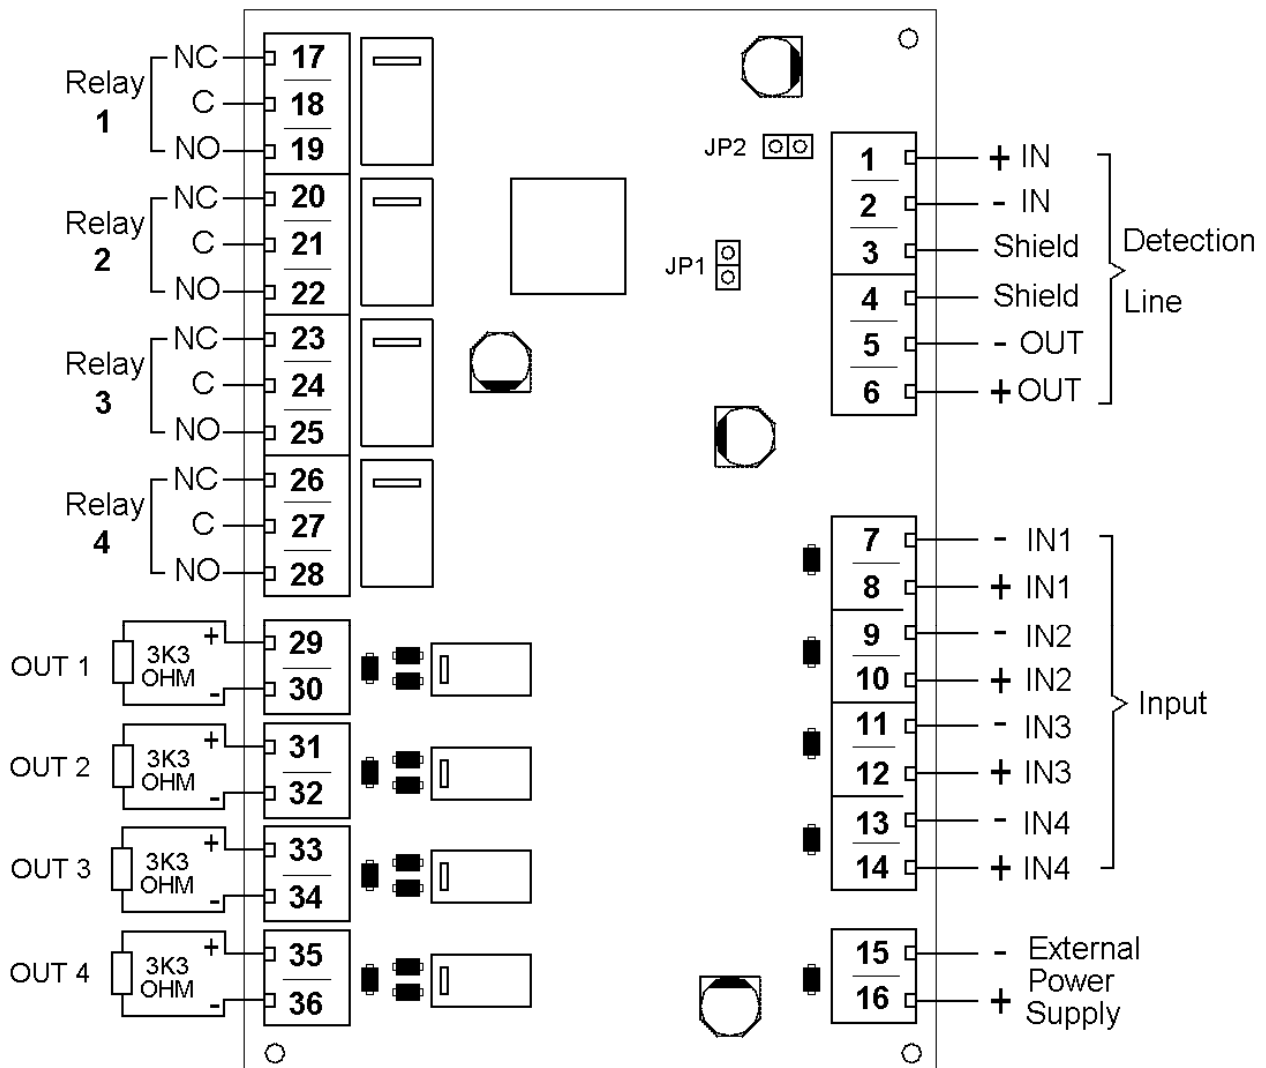 Relay
1
NC
C
NO
17
18
19
Relay
2
NC
C
NO
20
21
22
Relay
3
NC
C
NO
23
24
25
Relay
4
NC
C
NO
26
27
28
OUT 1
3K3
OHM
+
-
29
30
OUT 2
3K3
OHM
+
-
31
32
OUT 3
3K3
OHM
+
-
33
34
OUT 4
3K3
OHM
+
-
35
36
JP2
JP1
1 + IN
2 - IN
3 Shield
4 Shield
5 - OUT
6 + OUT
Detection
Line
7 - IN1
8 + IN1
9 - IN2
10 + IN2
11 - IN3
12 + IN3
13 - IN4
14 + IN4
Input
15 -
16 +
External
Power
Supply